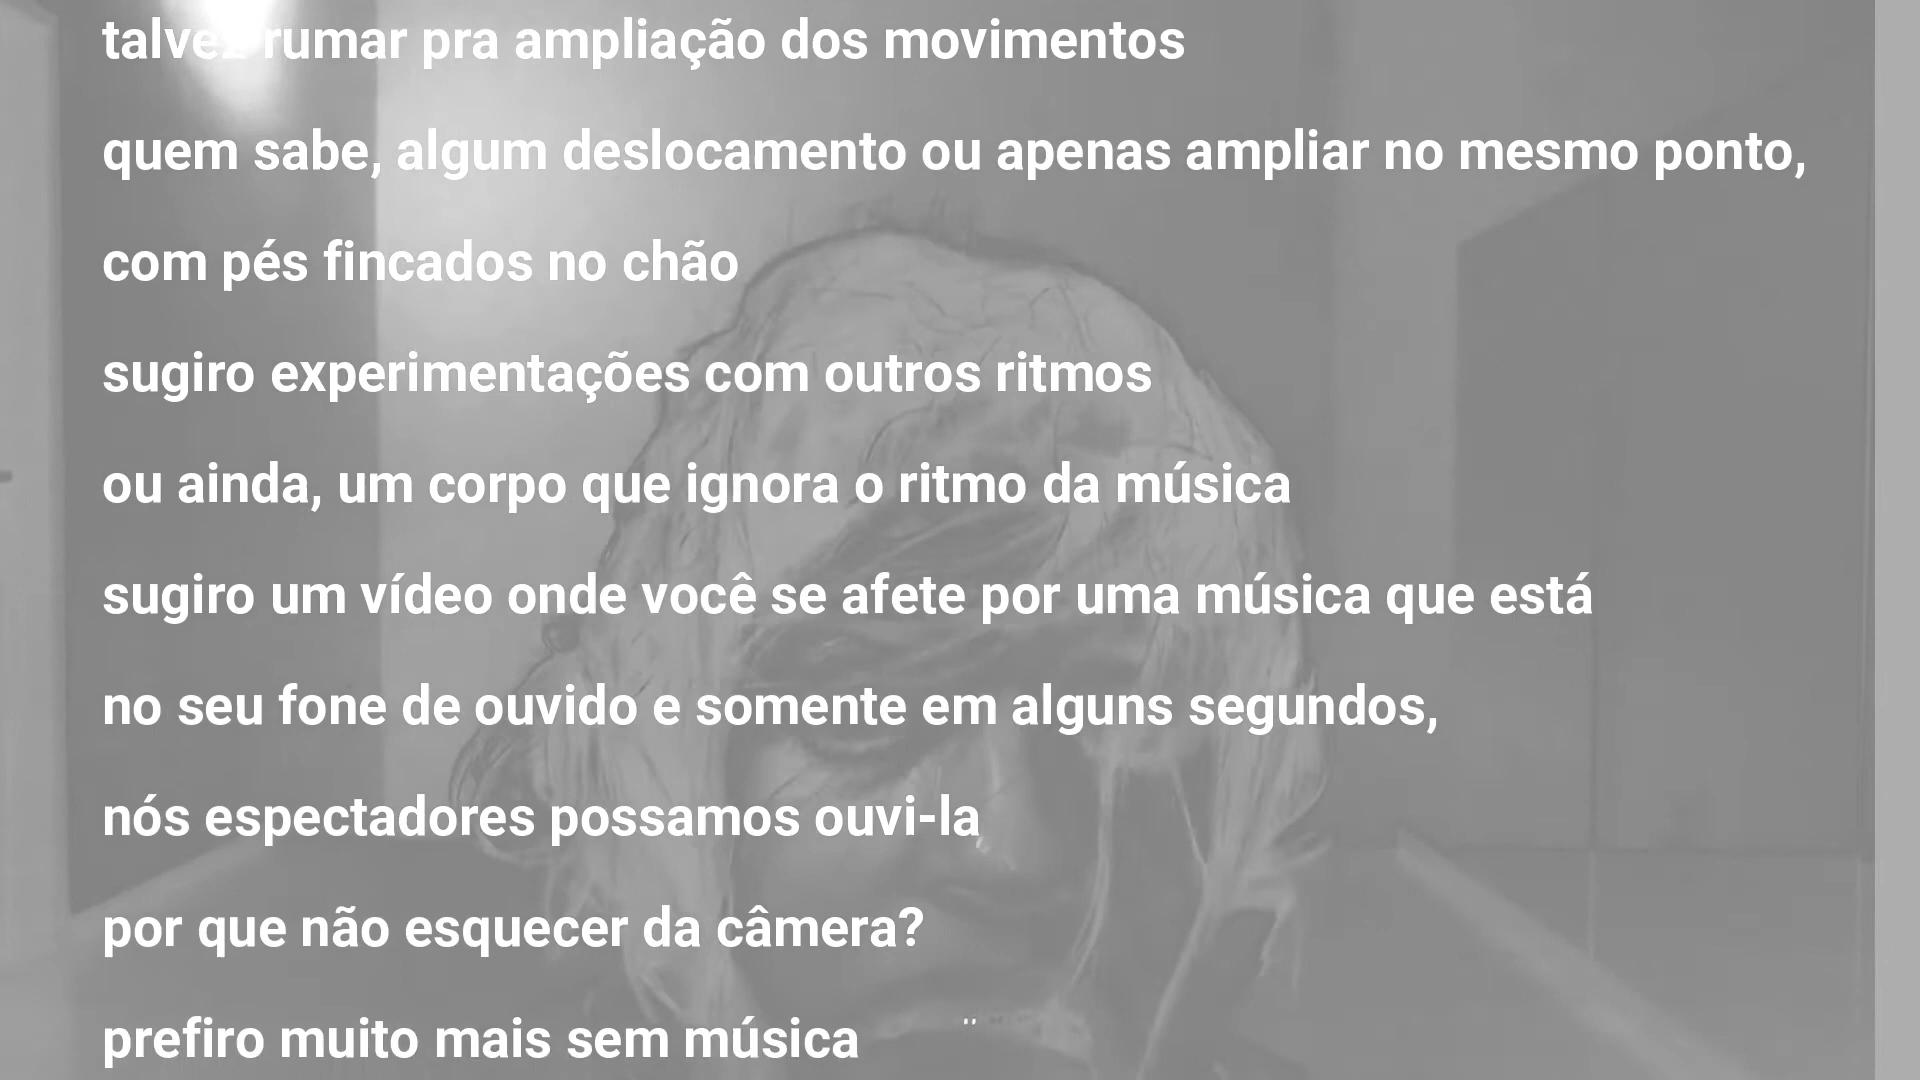 talvez rumar pra ampliação dos movimentos
quem sabe, algum deslocamento ou apenas ampliar no mesmo ponto,
com pés fincados no chão
sugiro experimentações com outros ritmos
ou ainda, um corpo que ignora o ritmo da música
sugiro um vídeo onde você se afete por uma música que está
no seu fone de ouvido e somente em alguns segundos,
nós espectadores possamos ouvi-la
por que não esquecer da câmera?
prefiro muito mais sem música